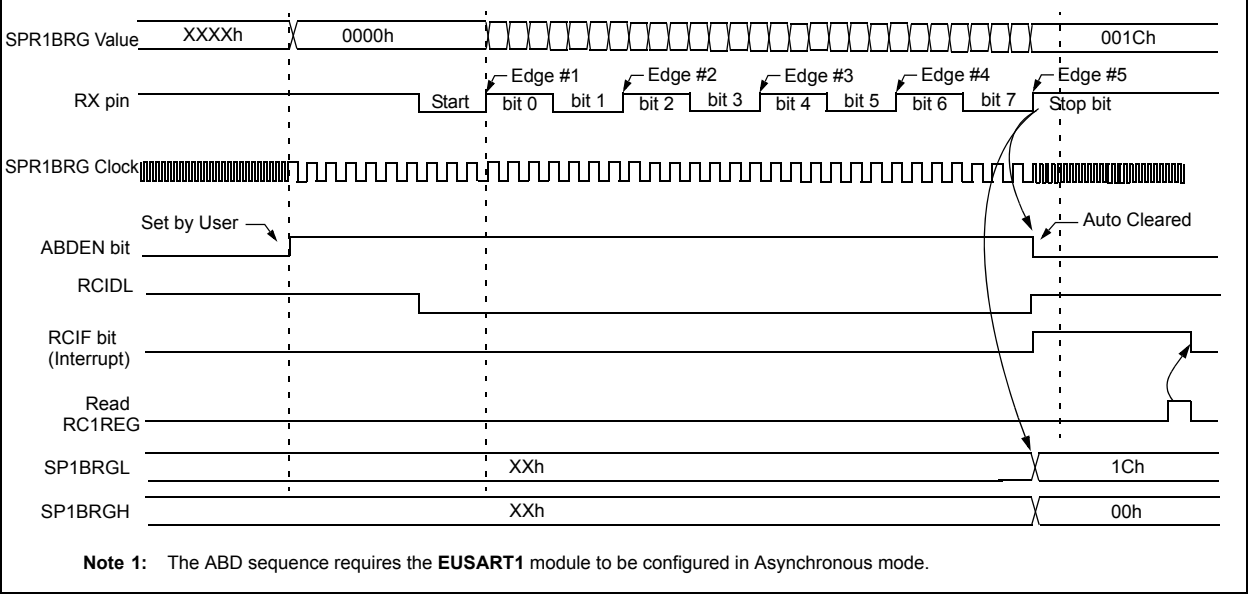 SPR1BRG Value
XXXXh
0000h
001Ch
RX pin
Start
Edge #1
bit 0
bit 1
Edge #2
bit 2
bit 3
Edge #3
bit 4
bit 5
Edge #4
bit 6
bit 7
Edge #5
Stop bit
SPR1BRG Clock
Set by User
Auto Cleared
ABDEN bit
RCIDL
RCIF bit
(Interrupt)
Read
RC1REG
SP1BRGL
XXh
1Ch
SP1BRGH
XXh
00h
Note 1: The ABD sequence requires the EUSART1 module to be configured in Asynchronous mode.